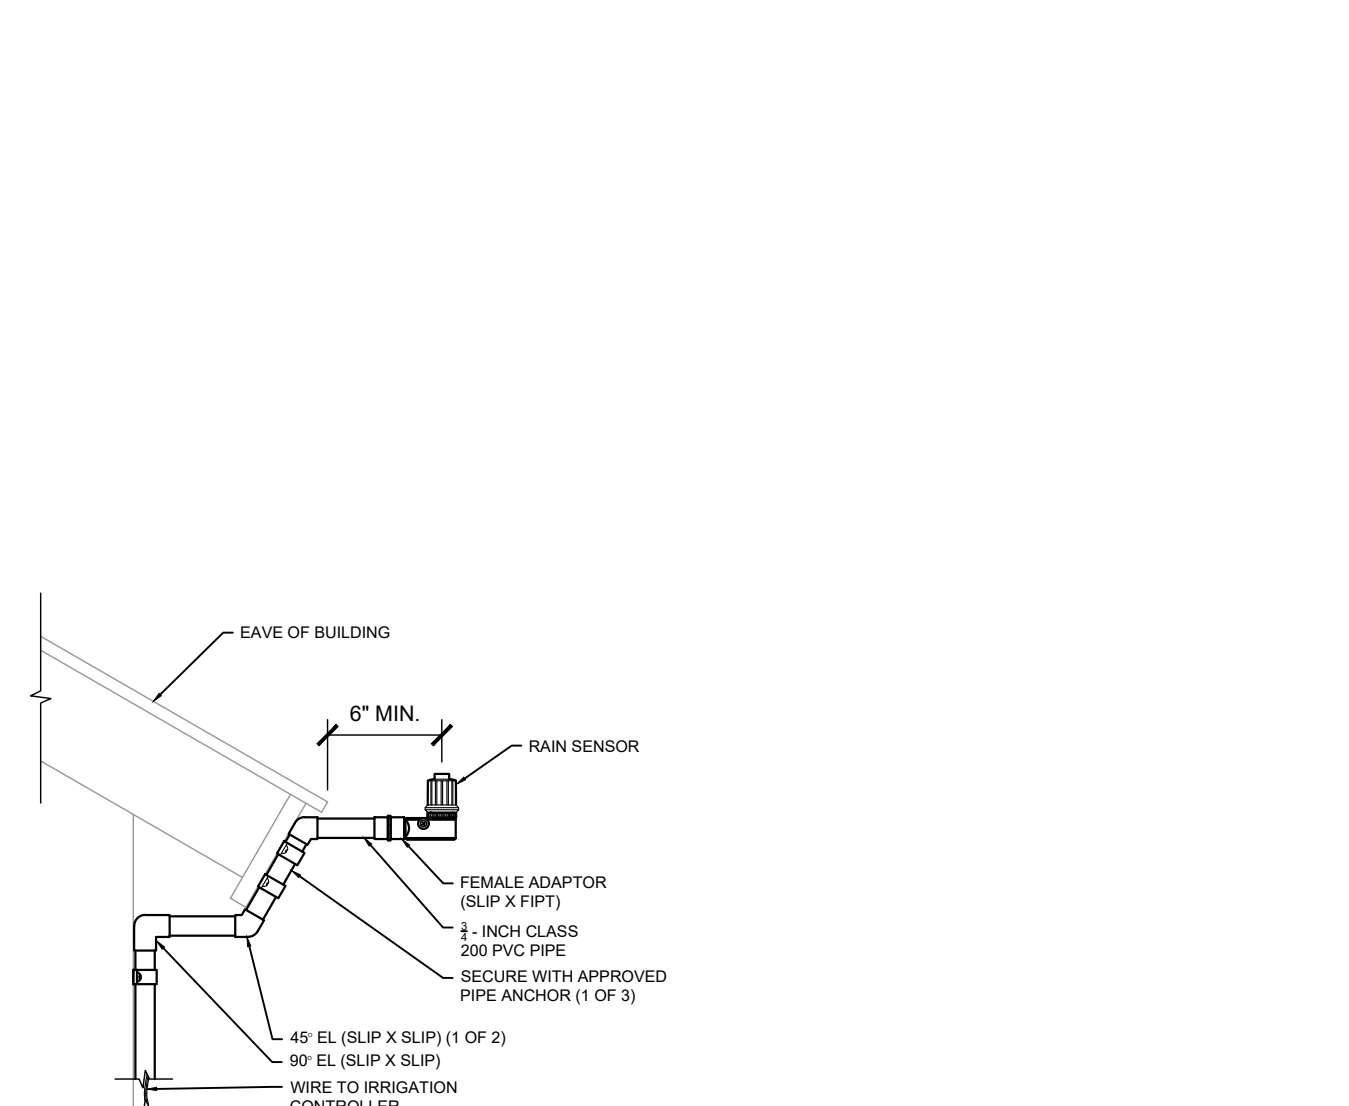 EAVE OF BUILDING
6" MIN.
RAIN SENSOR
FEMALE ADAPTOR
(SLIP X FIPT)
3/4 - INCH CLASS
200 PVC PIPE
SECURE WITH APPROVED
PIPE ANCHOR (1 OF 3)
45° EL (SLIP X SLIP) (1 OF 2)
90° EL (SLIP X SLIP)
WIRE TO IRRIGATION
CONTROLLER